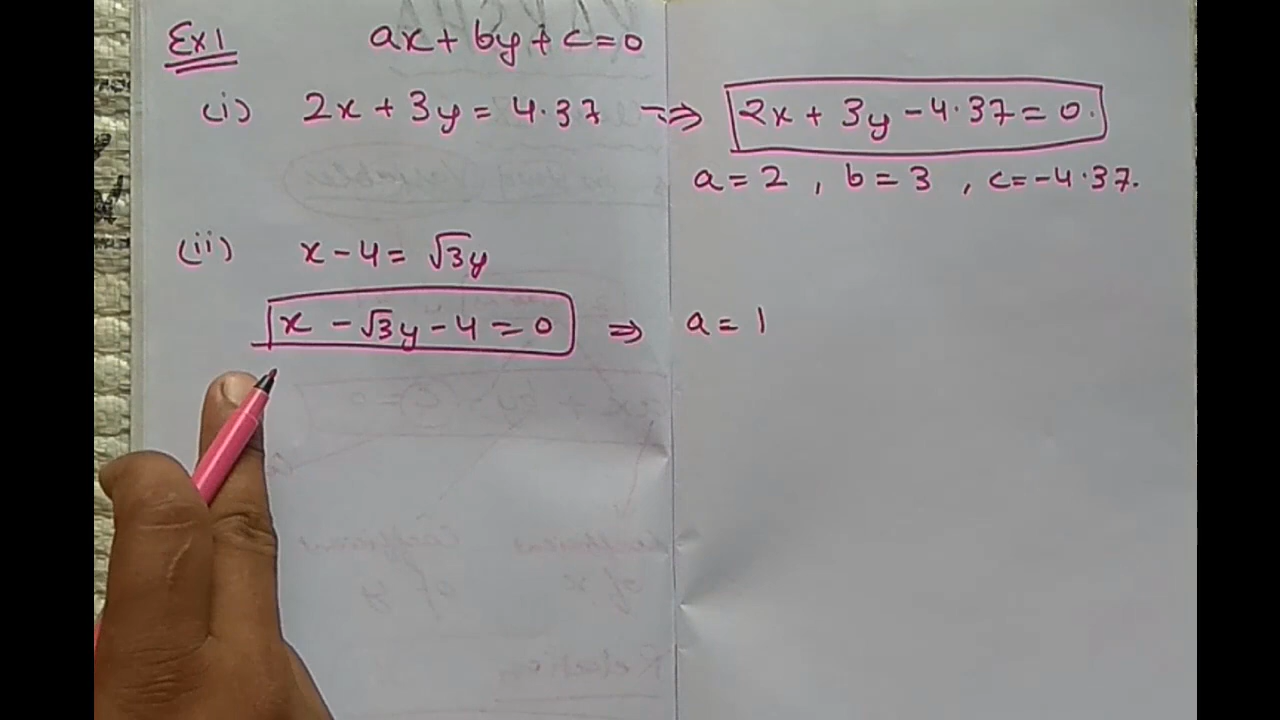 Ex1 ax + by + c = 0
(i) 2x + 3y = 4.37 ⇒ 2x + 3y - 4.37 = 0.
a = 2 , b = 3 , c = -4.37.
(ii) x - 4 = √3y
x - √3y - 4 = 0 ⇒ a = 1